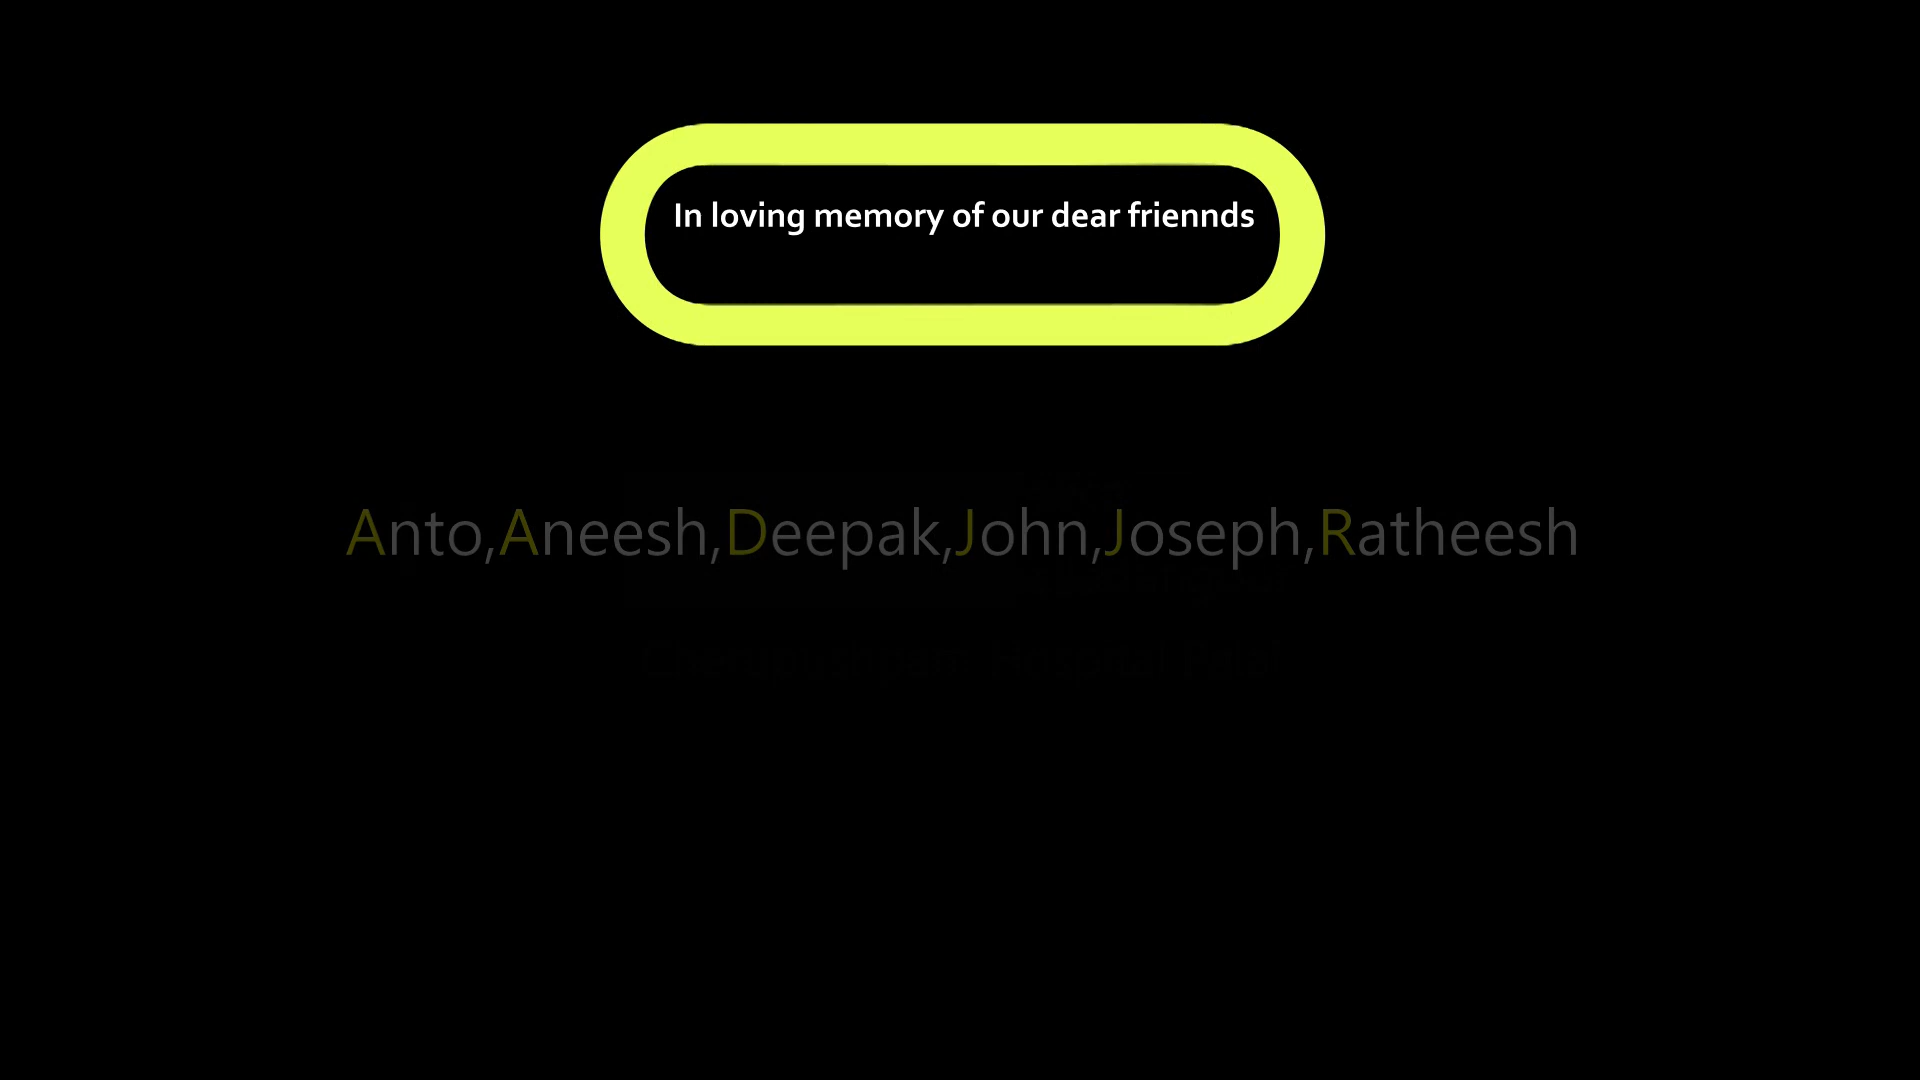 In loving memory of our dear friennds
Anto,Aneesh,Deepak,John,Joseph,Ratheesh